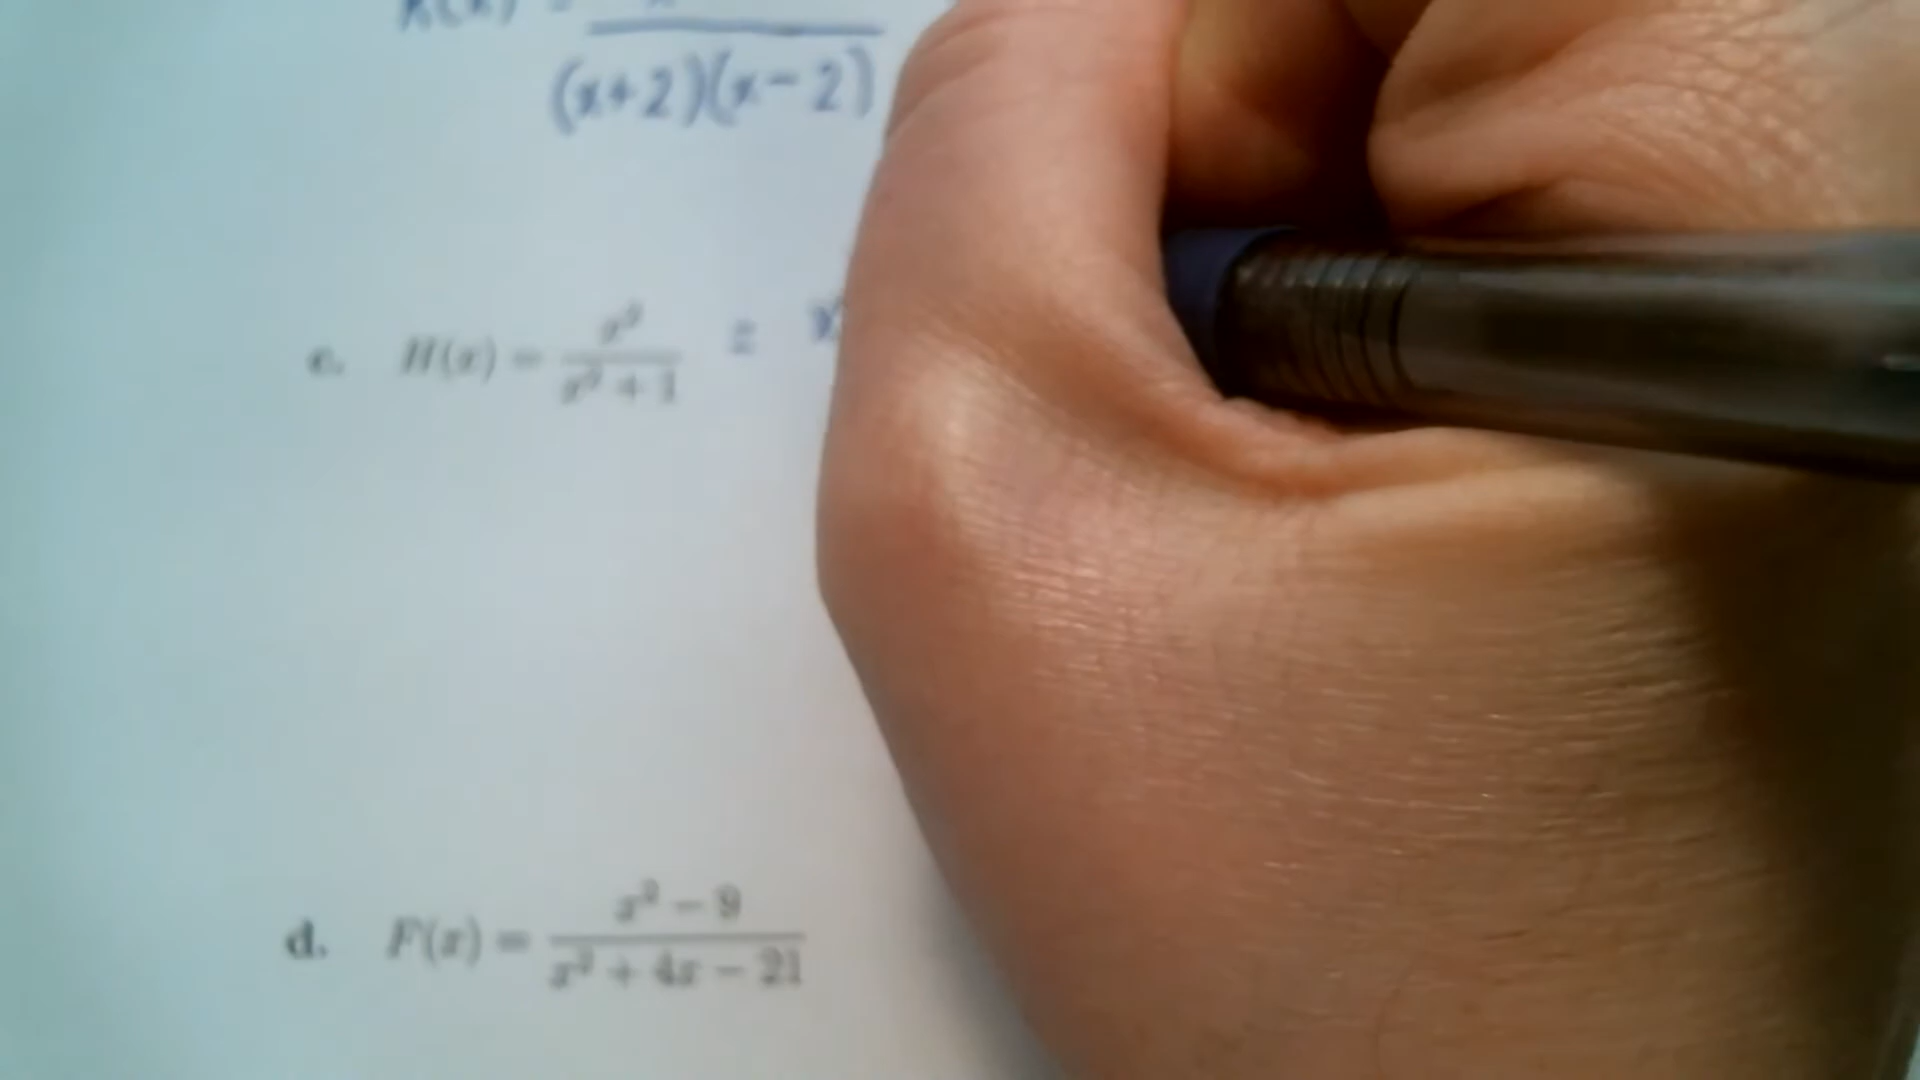 R(x) =
(x+2)(x-2)
c. H(x) = x²/(x² + 1) = x
d. F(x) = (x² - 9)/(x² + 4x - 21)